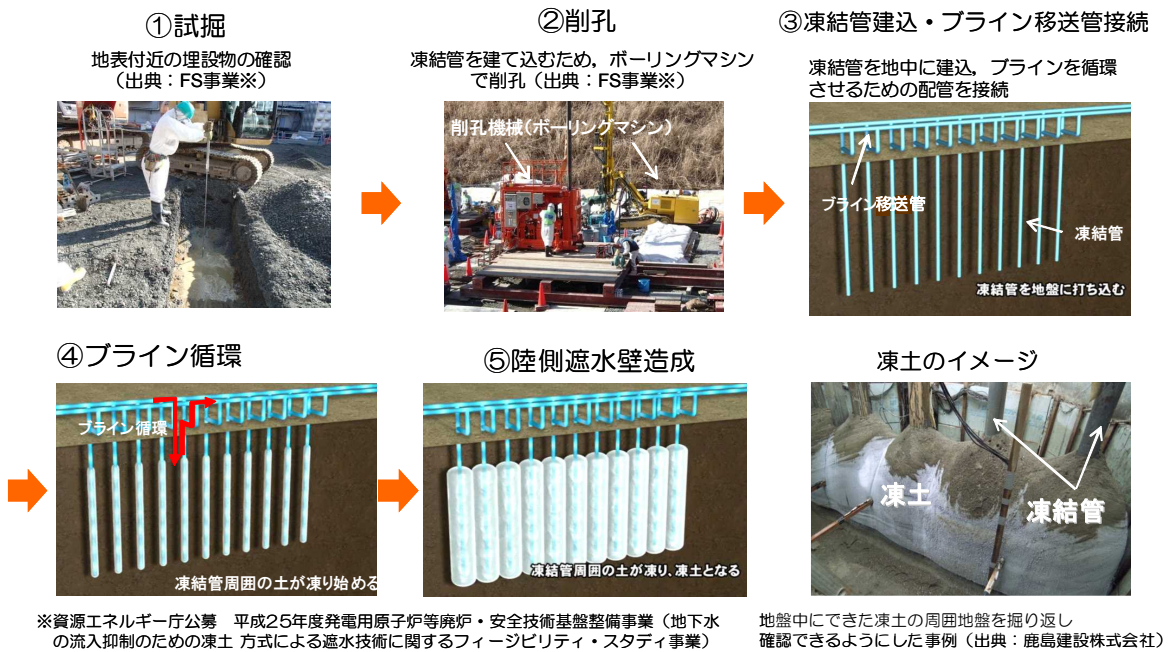 ①試掘
地表付近の埋設物の確認
（出典：FS事業※）
②削孔
凍結管を建て込むため，ボーリングマシン
で削孔（出典：FS事業※）
削孔機械（ボーリングマシン）
③凍結管建込・ブライン移送管接続
凍結管を地中に建込，ブラインを循環
させるための配管を接続
ブライン移送管
凍結管
凍結管を地盤に打ち込む
④ブライン循環
ブライン循環
凍結管周囲の土が凍り始める
⑤陸側遮水壁造成
凍結管周囲の土が凍り、凍土となる
凍土のイメージ
凍土
凍結管
※資源エネルギー庁公募　平成25年度発電用原子炉等廃炉・安全技術基盤整備事業（地下水
の流入抑制のための凍土 方式による遮水技術に関するフィージビリティ・スタディ事業）
地盤中にできた凍土の周囲地盤を掘り返し
確認できるようにした事例（出典：鹿島建設株式会社）